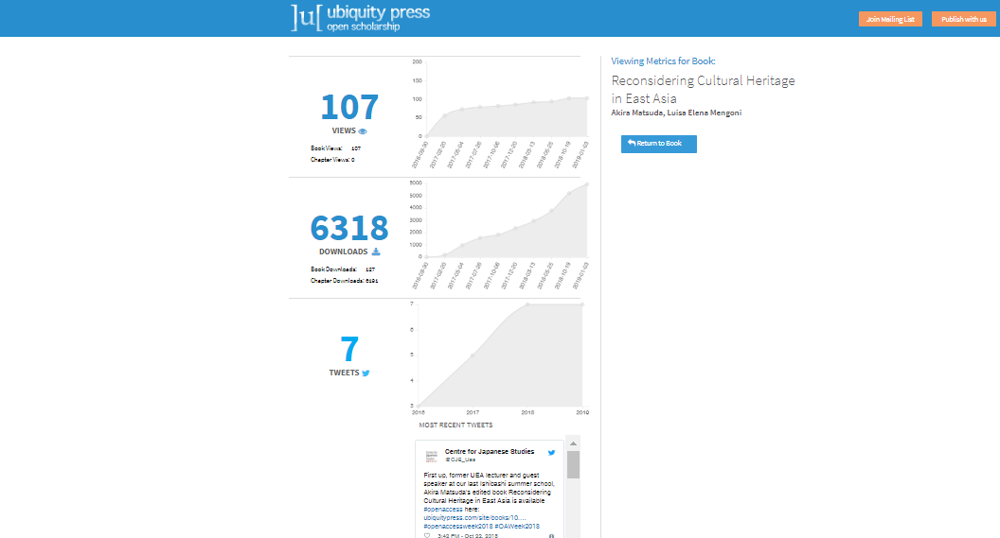 ]u[ ubiquity press
open scholarship
Join Mailing List
Publish with us
107
VIEWS
Book Views: 107
Chapter Views: 0
200
150
100
50
0
2016-09-30
2017-02-20
2017-05-04
2017-07-26
2017-10-06
2017-12-20
2018-03-13
2018-05-25
2018-10-19
2019-01-03
6318
DOWNLOADS
Book Downloads: 127
Chapter Downloads: 6191
6000
5000
4000
3000
2000
1000
0
2016-09-30
2017-02-20
2017-05-04
2017-07-26
2017-10-06
2017-12-20
2018-03-13
2018-05-25
2018-10-19
2019-01-03
7
TWEETS
7
6
5
4
3
2016
2017
2018
2019
MOST RECENT TWEETS
Centre for Japanese Studies
@CJS_Uea
First up, former UEA lecturer and guest
speaker at our last Ishibashi summer school,
Akira Matsuda's edited book Reconsidering
Cultural Heritage in East Asia is available
#openaccess here:
ubiquitypress.com/site/books/10.…
#openaccessweek2018 #OAWeek2018
3:42 PM - Oct 22, 2018
Viewing Metrics for Book:
Reconsidering Cultural Heritage
in East Asia
Akira Matsuda, Luisa Elena Mengoni
Return to Book